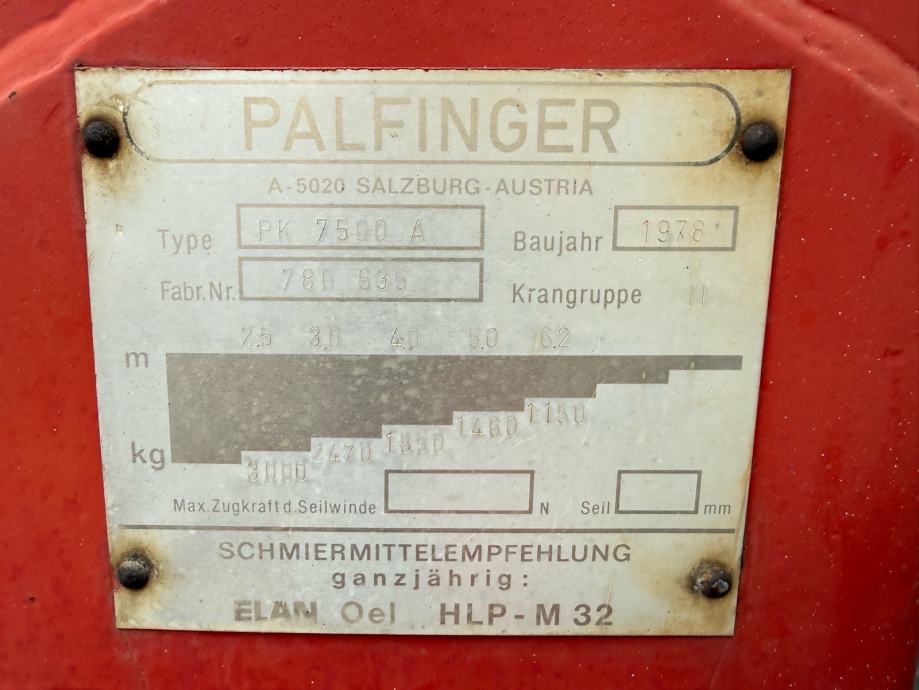 PALFINGER
A-5020 SALZBURG-AUSTRIA
Type PK 7500 A Baujahr 1978
Fabr.Nr. 780 635 Krangruppe II
m 2,5 3,0 4,0 5,0 6,2
kg 3000 2470 1850 1460 1150
Max.Zugkraft d.Seilwinde N Seil mm
SCHMIERMITTELEMPFEHLUNG
ganzjährig:
ELAN Oel HLP-M 32